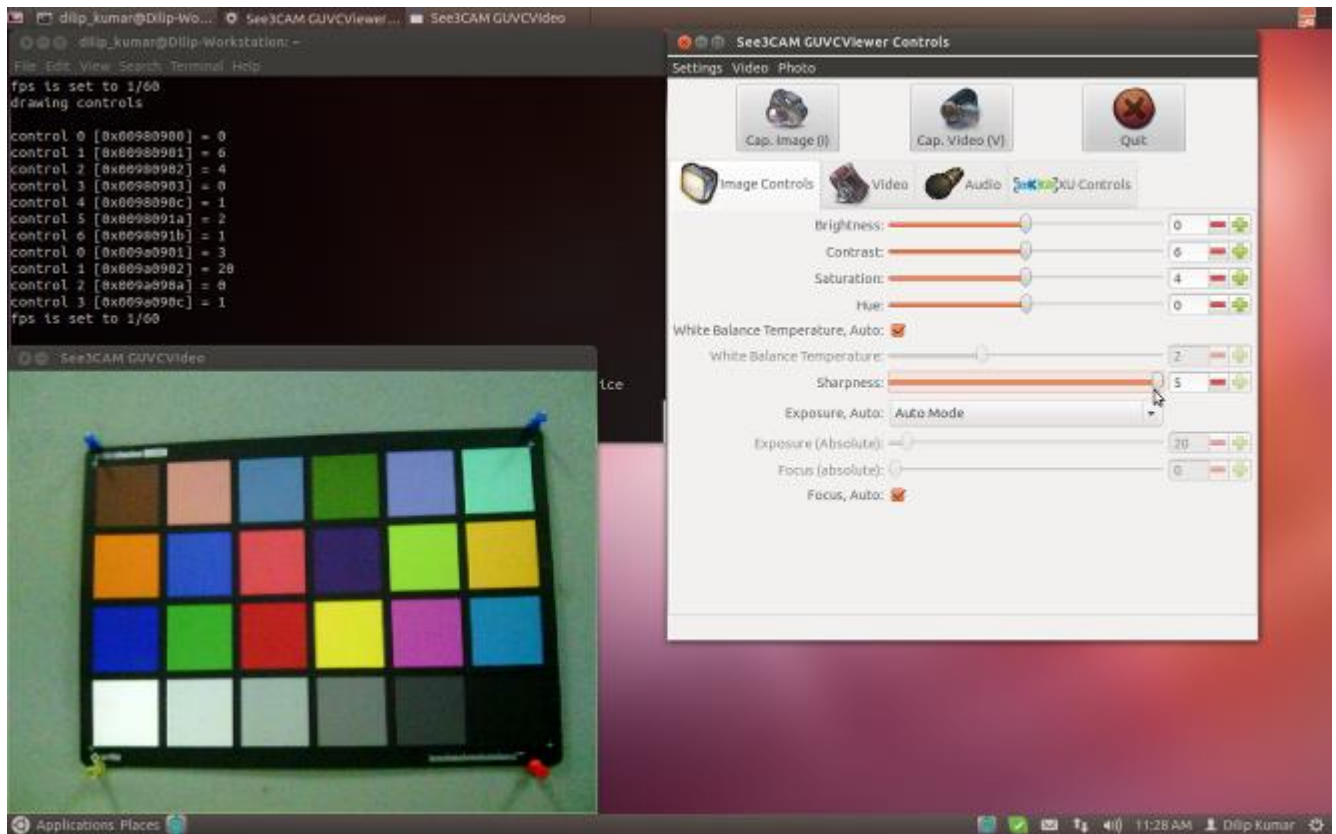 dilip_kumar@Dilip-Wo... See3CAM GUVCViewer... See3CAM GUVCVideo
dilip_kumar@Dilip-Workstation: ~
File Edit View Search Terminal Help
fps is set to 1/60
drawing controls
control 0 [0x00980900] = 0
control 1 [0x00980901] = 6
control 2 [0x00980902] = 4
control 3 [0x00980903] = 0
control 4 [0x0098090c] = 1
control 5 [0x0098091a] = 2
control 6 [0x0098091b] = 1
control 0 [0x009a0901] = 3
control 1 [0x009a0902] = 20
control 2 [0x009a090a] = 0
control 3 [0x009a090c] = 1
fps is set to 1/60
ice
See3CAM GUVCVideo
See3CAM GUVCViewer Controls
Settings Video Photo
Cap. Image (I) Cap. Video (V) Quit
Image Controls Video Audio XU Controls
Brightness: 0
Contrast: 6
Saturation: 4
Hue: 0
White Balance Temperature, Auto:
White Balance Temperature: 2
Sharpness: 5
Exposure, Auto: Auto Mode
Exposure (Absolute): 20
Focus (absolute): 0
Focus, Auto:
Applications Places 11:28 AM Dilip Kumar